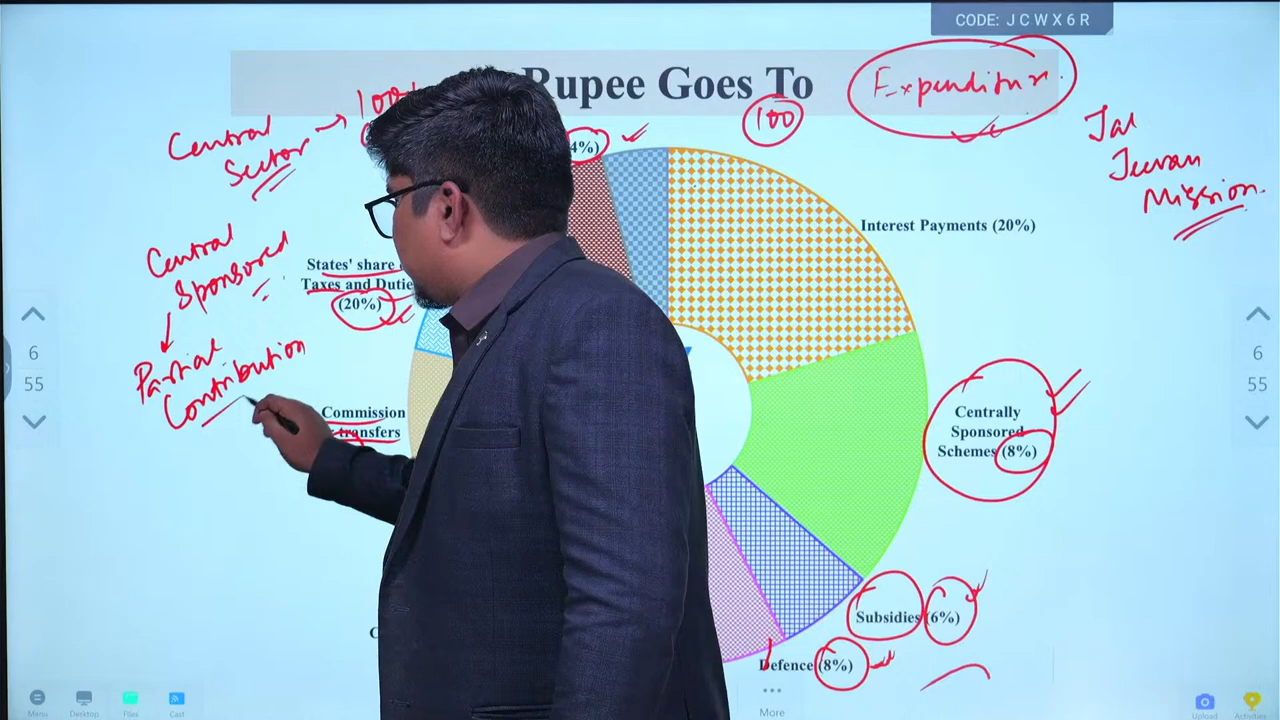 CODE: J C W X 6 R
Rupee Goes To
Expenditure
100
Central
Sector → 100
4%)
Jal
Jeevan
Mission
Interest Payments (20%)
Central
Sponsored
States' share
Taxes and Dutie
(20%)
Partial
Contribution
6
55
6
55
Commission
transfers
Centrally
Sponsored
Schemes (8%)
Subsidies (6%)
Defence (8%)
Menu
Desktop
Files
Cast
More
Upload
Activities